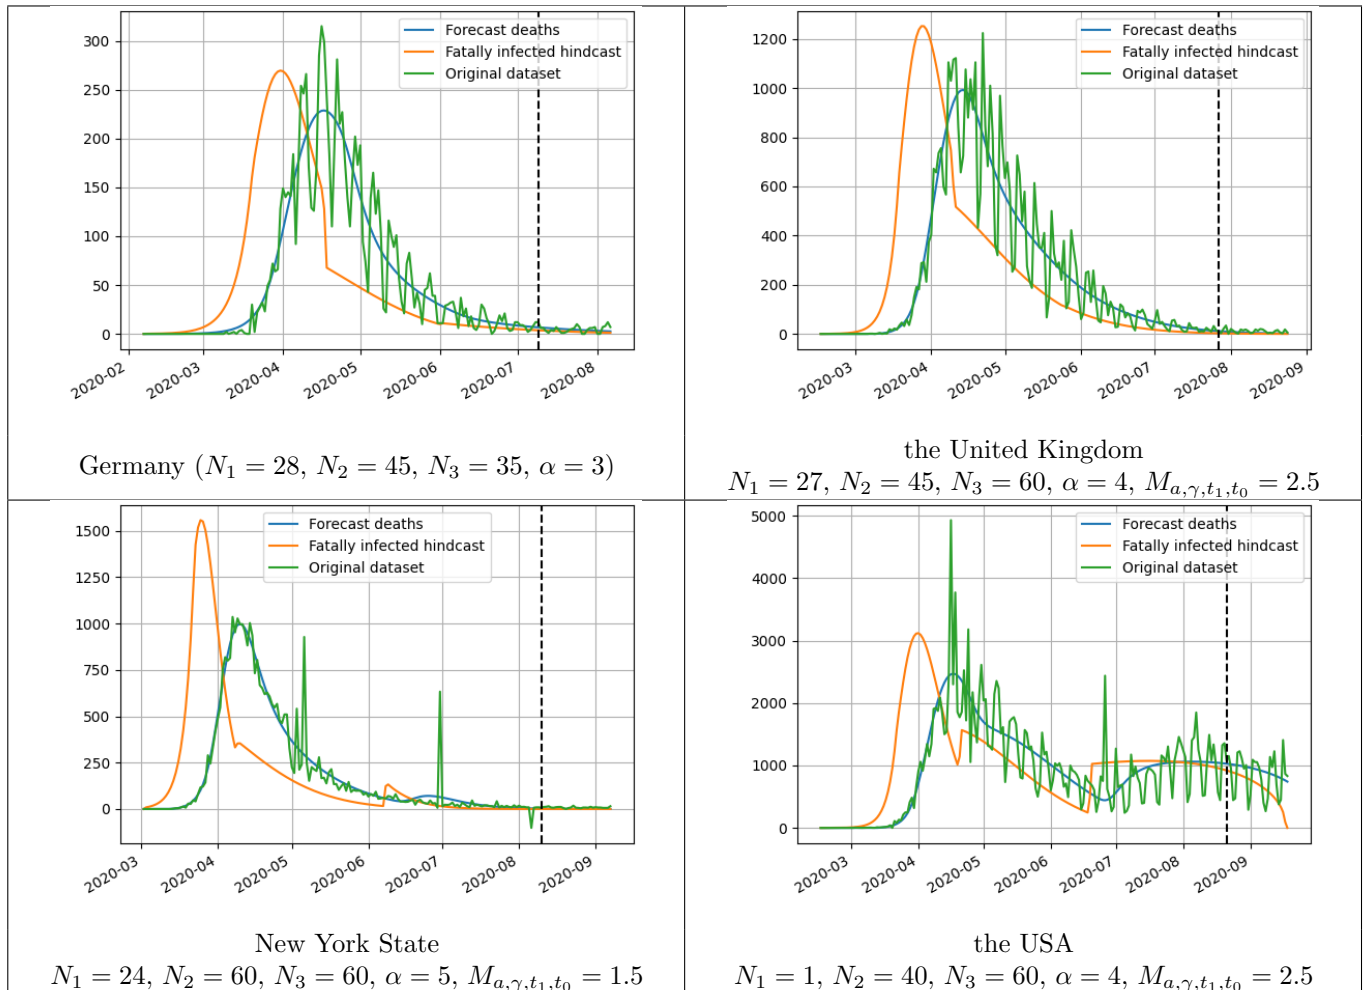 Forecast deaths
Fatally infected hindcast
Original dataset
300
250
200
150
100
50
0
2020-02
2020-03
2020-04
2020-05
2020-06
2020-07
2020-08
Germany (N₁ = 28, N₂ = 45, N₃ = 35, α = 3)
Forecast deaths
Fatally infected hindcast
Original dataset
1200
1000
800
600
400
200
0
2020-03
2020-04
2020-05
2020-06
2020-07
2020-08
2020-09
the United Kingdom
N₁ = 27, N₂ = 45, N₃ = 60, α = 4, M_{a,γ,t₁,t₀} = 2.5
Forecast deaths
Fatally infected hindcast
Original dataset
1500
1250
1000
750
500
250
0
2020-03
2020-04
2020-05
2020-06
2020-07
2020-08
2020-09
New York State
N₁ = 24, N₂ = 60, N₃ = 60, α = 5, M_{a,γ,t₁,t₀} = 1.5
Forecast deaths
Fatally infected hindcast
Original dataset
5000
4000
3000
2000
1000
0
2020-03
2020-04
2020-05
2020-06
2020-07
2020-08
2020-09
the USA
N₁ = 1, N₂ = 40, N₃ = 60, α = 4, M_{a,γ,t₁,t₀} = 2.5